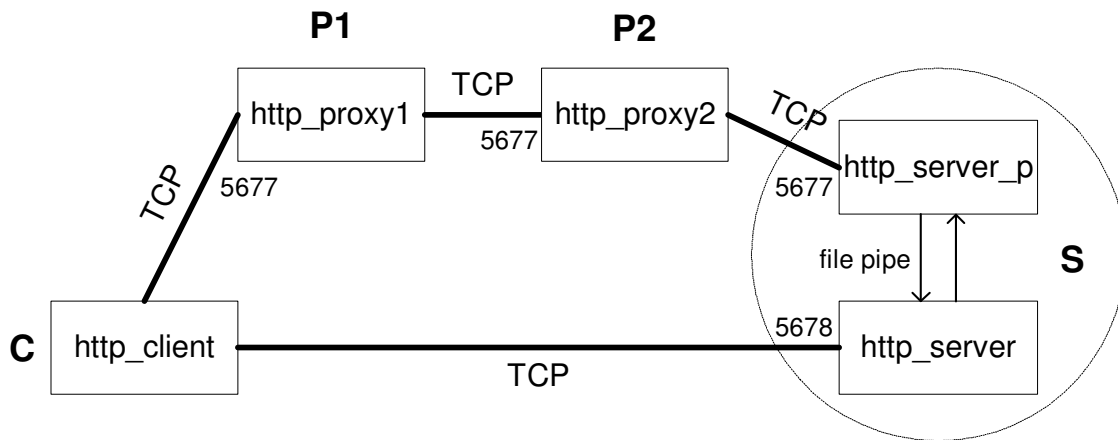 P1
P2
http_proxy1
TCP
5677
http_proxy2
TCP
5677
http_server_p
TCP
5677
file pipe
S
C
http_client
TCP
5678
http_server